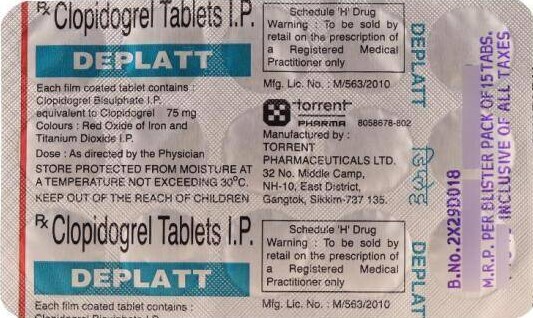 Rx Clopidogrel Tablets I.P.
DEPLATT
Each film coated tablet contains :
Clopidogrel Bisulphate I.P.
equivalent to Clopidogrel 75 mg
Colours : Red Oxide of Iron and
Titanium Dioxide I.P.
Dose : As directed by the Physician
STORE PROTECTED FROM MOISTURE AT
A TEMPERATURE NOT EXCEEDING 30°C.
KEEP OUT OF THE REACH OF CHILDREN
Schedule 'H' Drug
Warning : To be sold by
retail on the prescription of
a Registered Medical
Practitioner only
Mfg. Lic. No. : M/563/2010
torrent
PHARMA 8058678-802
Manufactured by :
TORRENT
PHARMACEUTICALS LTD.
32 No. Middle Camp,
NH-10, East District,
Gangtok, Sikkim-737 135.
DEPLATT
DEPLATT
B.No. 2X29D018
M.R.P. PER BLISTER PACK OF 15 TABS.
INCLUSIVE OF ALL TAXES
Rx Clopidogrel Tablets I.P.
DEPLATT
Each film coated tablet contains :
Clopidogrel Bisulphate I.P.
Schedule 'H' Drug
Warning : To be sold by
retail on the prescription of
a Registered Medical
Practitioner only
Mfg. Lic. No. : M/563/2010